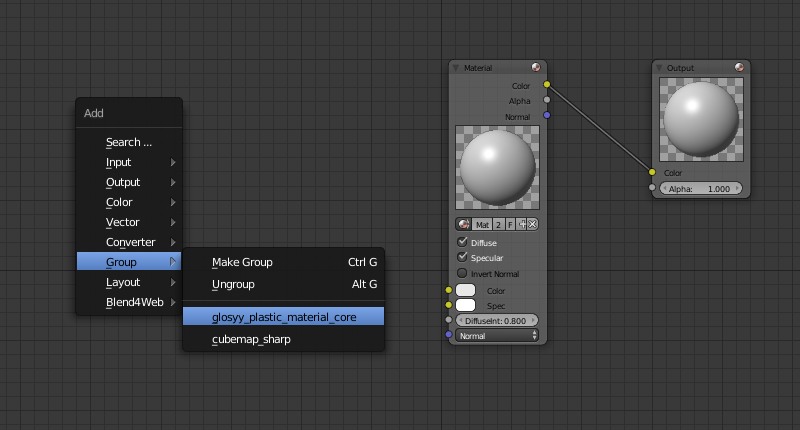 Add
Search ...
Input
Output
Color
Vector
Converter
Group
Layout
Blend4Web
Make Group Ctrl G
Ungroup Alt G
glosyy_plastic_material_core
cubemap_sharp
Material
Color
Alpha
Normal
Mat 2 F
Diffuse
Specular
Invert Normal
Color
Spec
DiffuseInt: 0.800
Normal
Output
Color
Alpha: 1.000